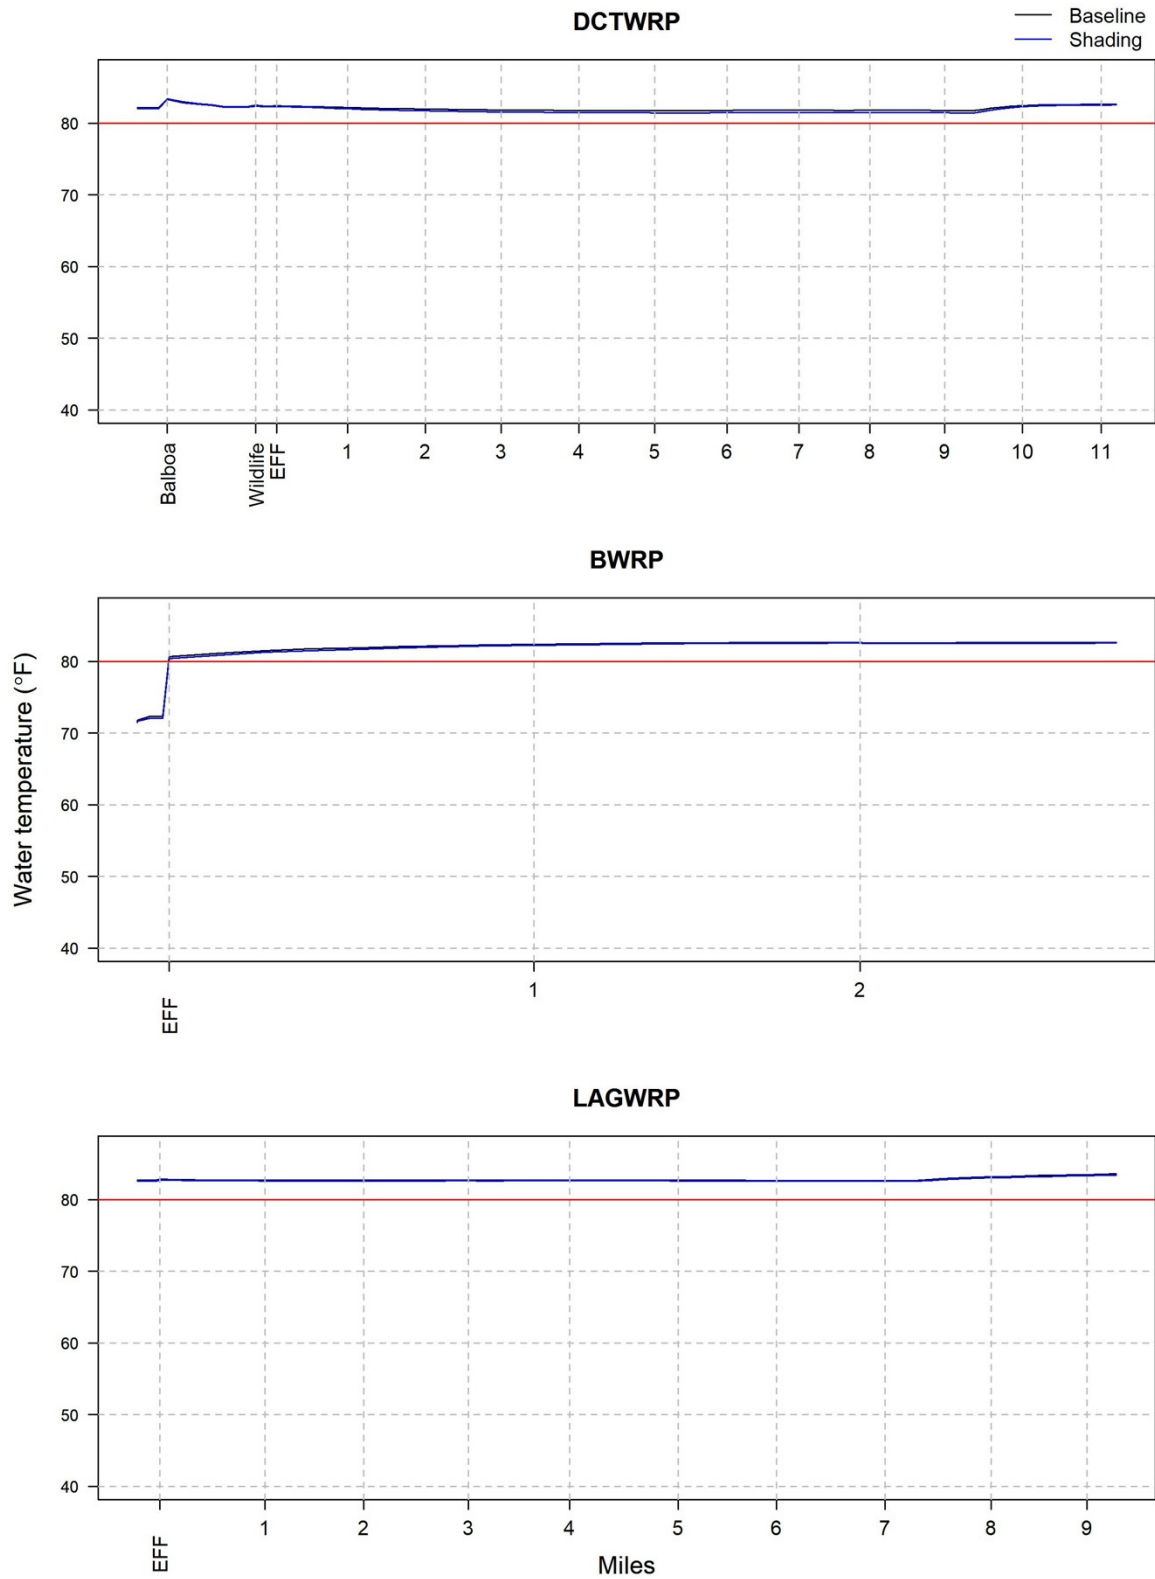 DCTWRP
Baseline
Shading
80
70
60
50
40
Balboa
Wildlife
EFF
1 2 3 4 5 6 7 8 9 10 11
BWRP
Water temperature (°F)
80
70
60
50
40
EFF
1 2
LAGWRP
80
70
60
50
40
EFF
1 2 3 4 5 6 7 8 9
Miles